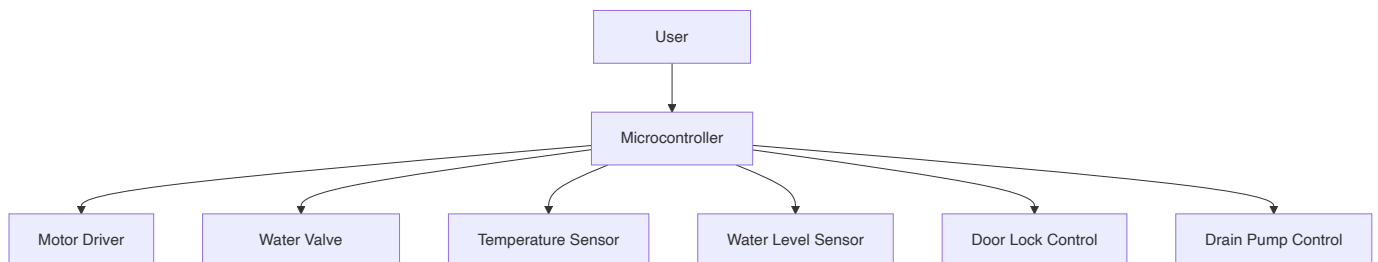 User
Microcontroller
Motor Driver
Water Valve
Temperature Sensor
Water Level Sensor
Door Lock Control
Drain Pump Control